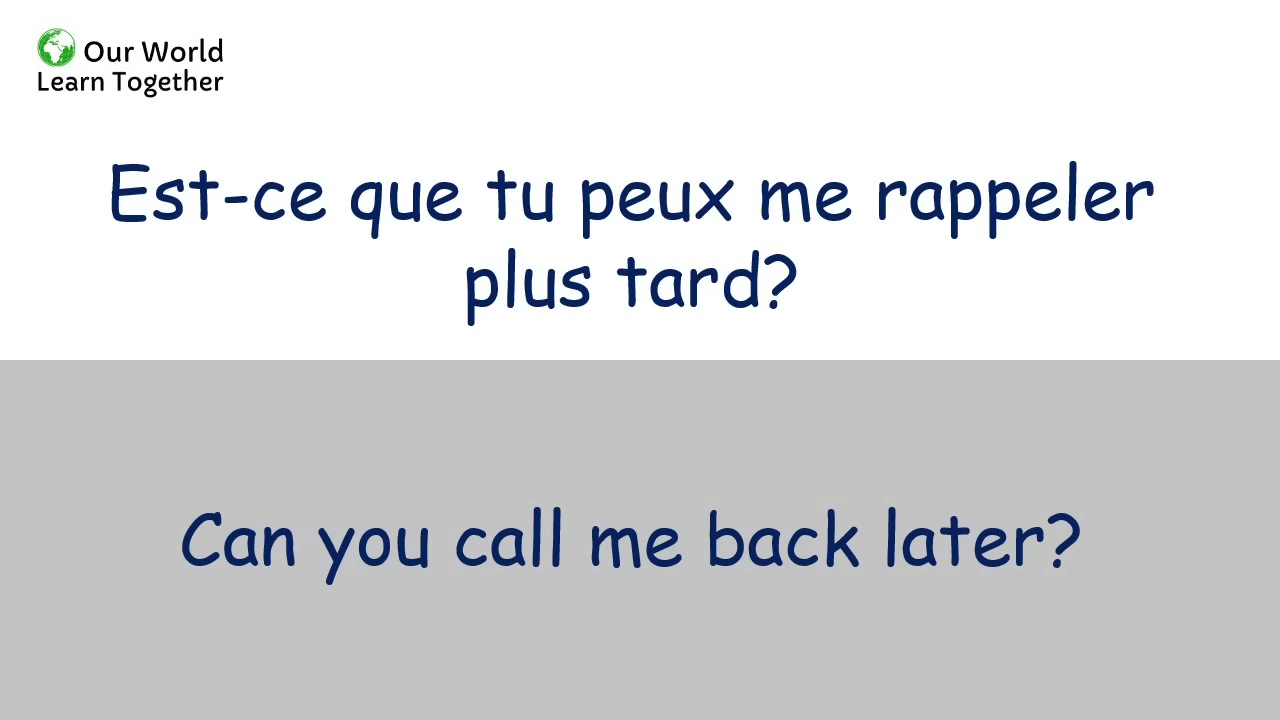 Our World
Learn Together
Est-ce que tu peux me rappeler
plus tard?
Can you call me back later?